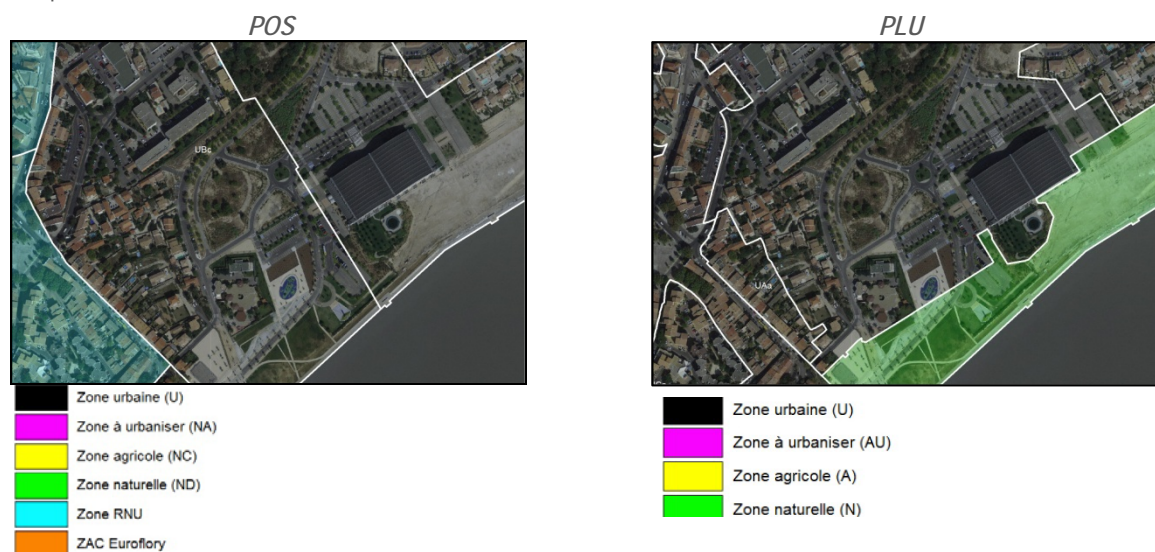 POS
PLU
UBc
UAa
Zone urbaine (U)
Zone à urbaniser (NA)
Zone agricole (NC)
Zone naturelle (ND)
Zone RNU
ZAC Euroflory
Zone urbaine (U)
Zone à urbaniser (AU)
Zone agricole (A)
Zone naturelle (N)